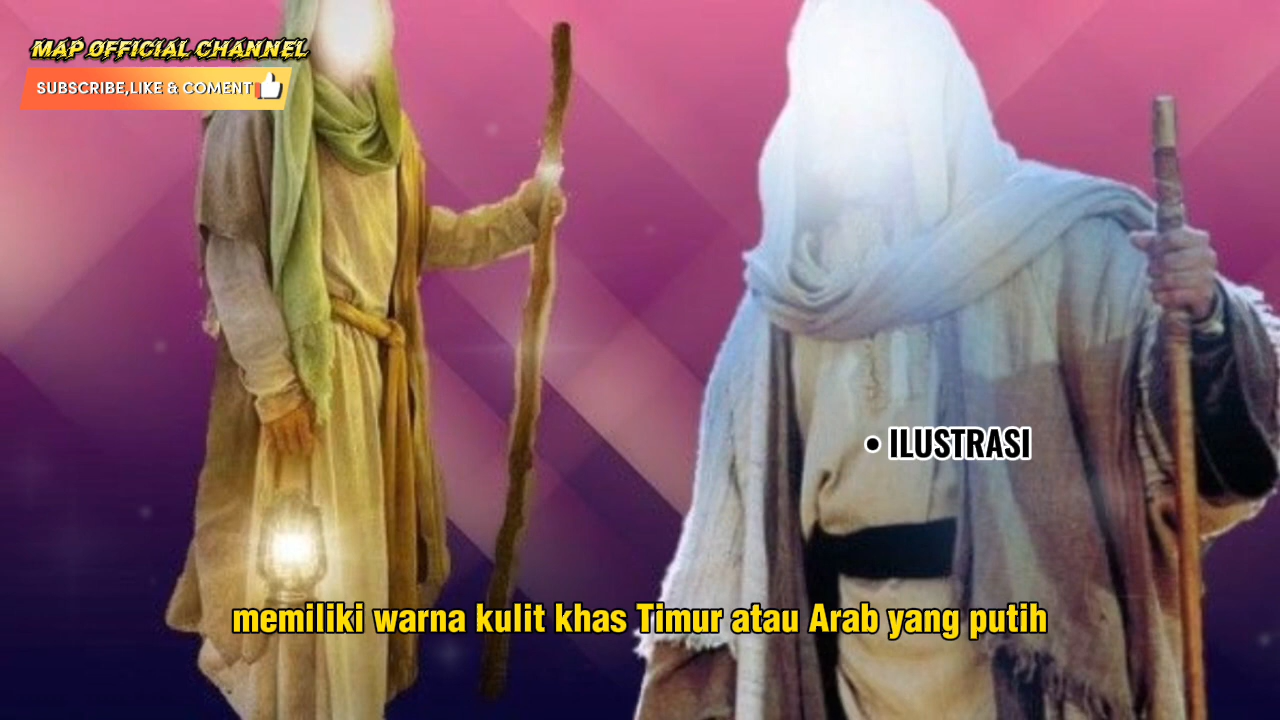 MAP OFFICIAL CHANNEL
SUBSCRIBE,LIKE & COMENT
• ILUSTRASI
memiliki warna kulit khas Timur atau Arab yang putih